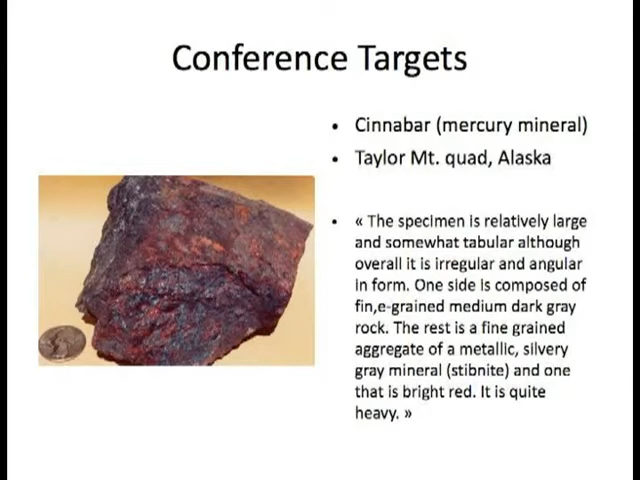 Conference Targets
• Cinnabar (mercury mineral)
• Taylor Mt. quad, Alaska
• « The specimen is relatively large
and somewhat tabular although
overall it is irregular and angular
in form. One side is composed of
fin,e-grained medium dark gray
rock. The rest is a fine grained
aggregate of a metallic, silvery
gray mineral (stibnite) and one
that is bright red. It is quite
heavy. »